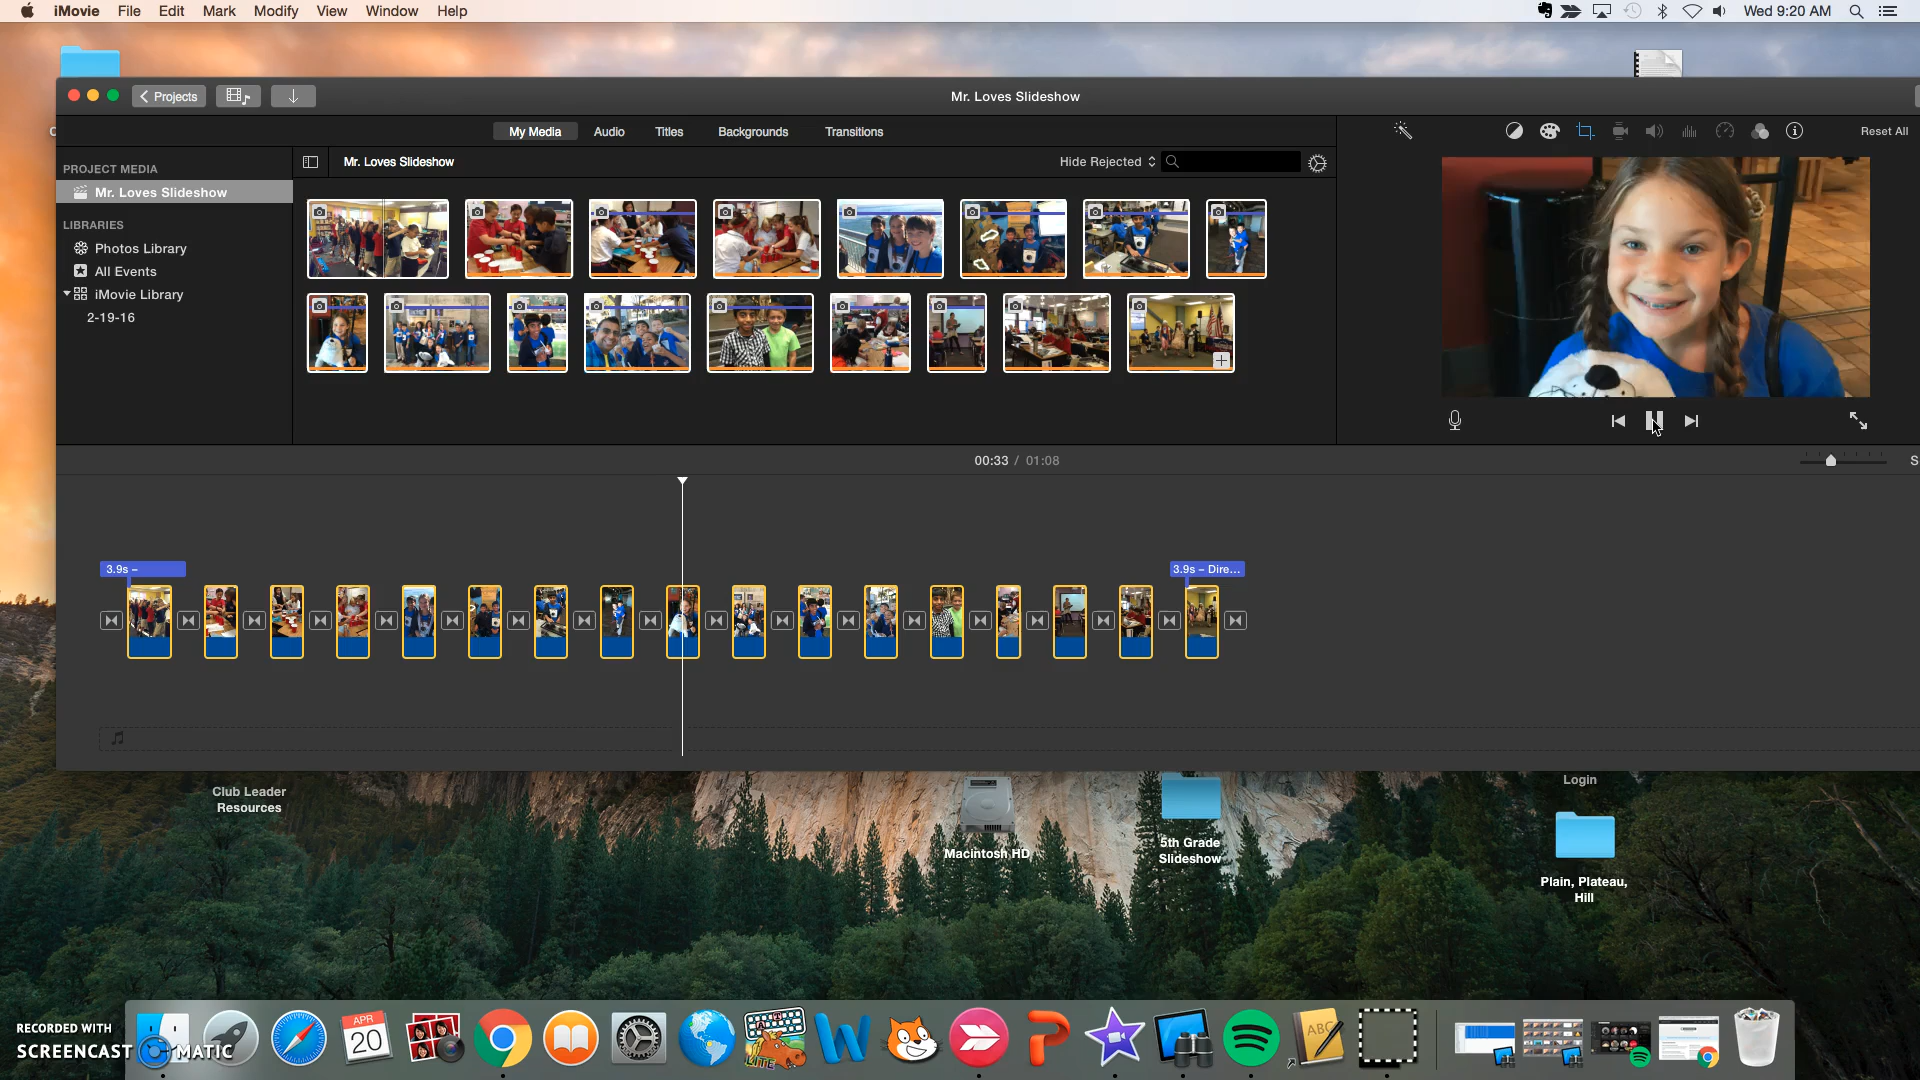 iMovie File Edit Mark Modify View Window Help
Wed 9:20 AM
Projects
Mr. Loves Slideshow
My Media Audio Titles Backgrounds Transitions
Reset All
PROJECT MEDIA
Mr. Loves Slideshow
Hide Rejected
Mr. Loves Slideshow
LIBRARIES
Photos Library
All Events
iMovie Library
2-19-16
00:33 / 01:08
S
3.9s –
3.9s – Dire...
Club Leader
Resources
Macintosh HD
5th Grade
Slideshow
Login
Plain, Plateau,
Hill
RECORDED WITH
SCREENCAST MATIC
APR
20
LITE
ABC